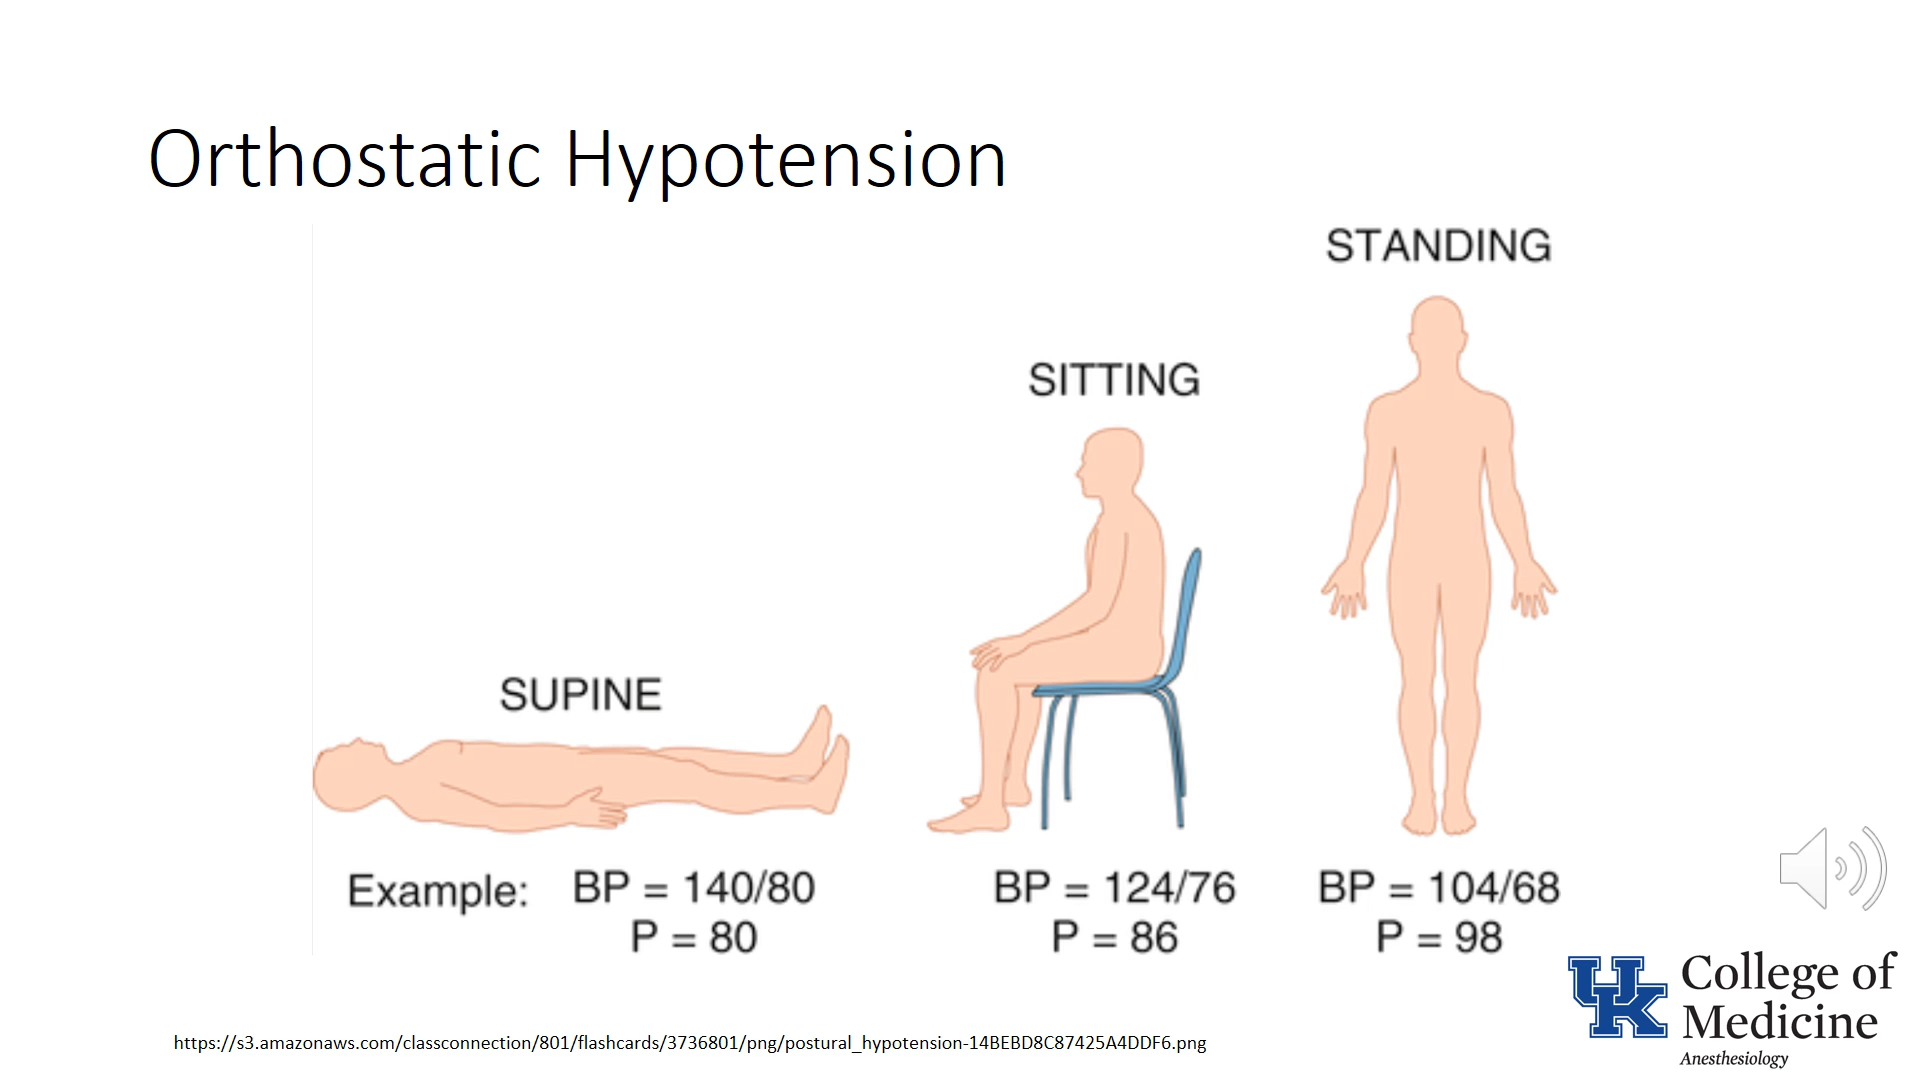 Orthostatic Hypotension
STANDING
SITTING
SUPINE
Example: BP = 140/80
P = 80
BP = 124/76
P = 86
BP = 104/68
P = 98
UK
College of
Medicine
Anesthesiology
https://s3.amazonaws.com/classconnection/801/flashcards/3736801/png/postural_hypotension-14BEBD8C87425A4DDF6.png